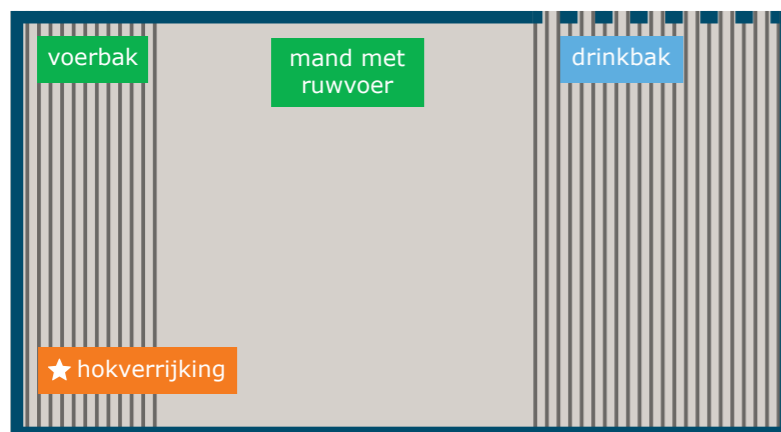 voerbak
mand met
ruwvoer
drinkbak
hokverrijking